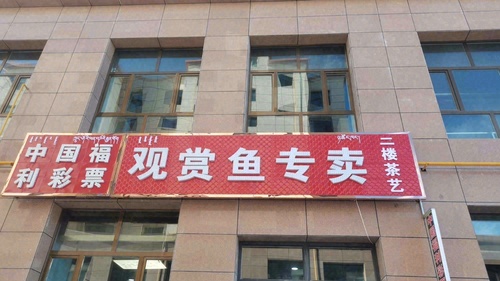 中国福
利彩票
观赏鱼专卖
二楼茶艺